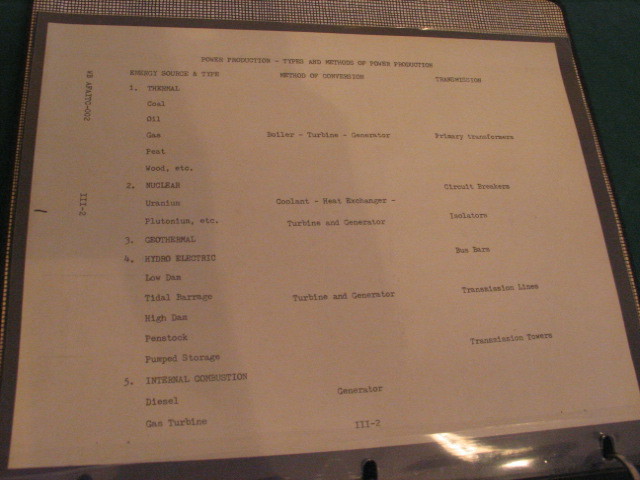 POWER PRODUCTION - TYPES AND METHODS OF POWER PRODUCTION
ENERGY SOURCE & TYPE METHOD OF CONVERSION TRANSMISSION
1. THERMAL
Coal
Oil
Gas Boiler - Turbine - Generator Primary transformers
Peat
Wood, etc.
2. NUCLEAR Circuit Breakers
Uranium Coolant - Heat Exchanger -
Isolators
Plutonium, etc. Turbine and Generator
3. GEOTHERMAL
Bus Bars
4. HYDRO ELECTRIC
Low Dam
Tidal Barrage Turbine and Generator Transmission Lines
High Dam
Penstock Transmission Towers
Pumped Storage
5. INTERNAL COMBUSTION
Diesel Generator
Gas Turbine III-2
III-2